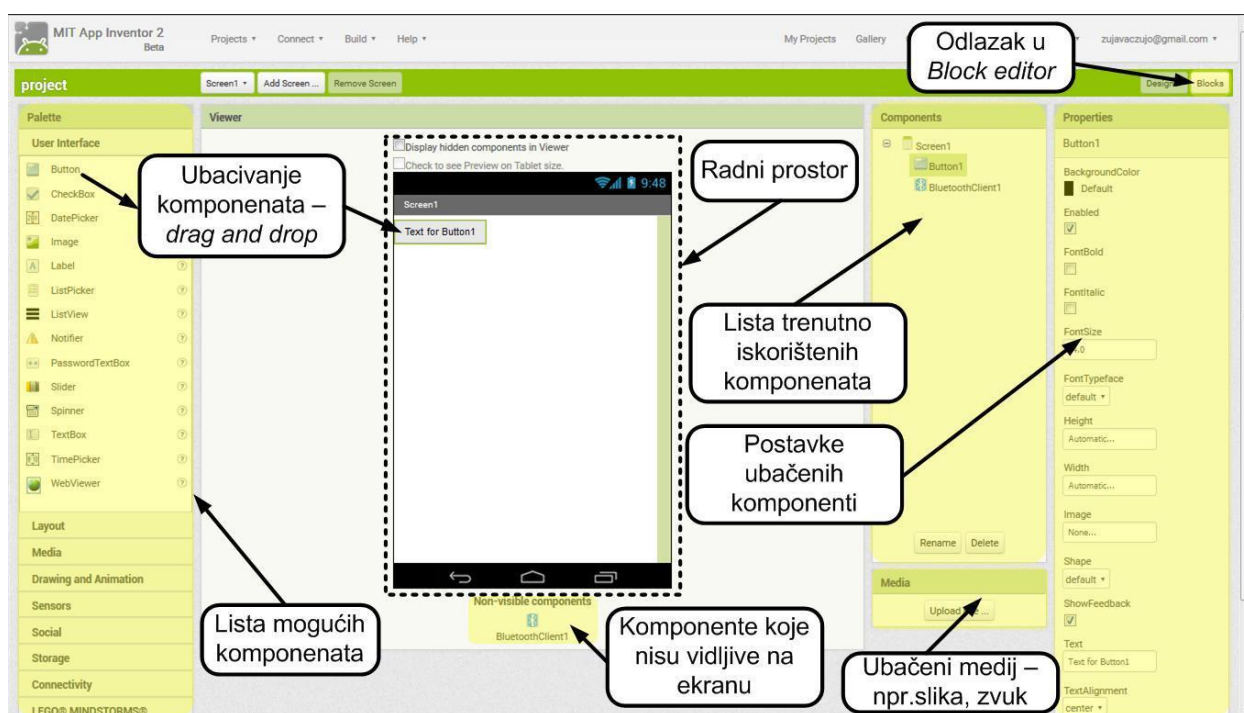 MIT App Inventor 2
Beta
Projects
Connect
Build
Help
My Projects
Gallery
zujavaczujo@gmail.com
Odlazak u
Block editor
project
Screen1
Add Screen ...
Remove Screen
Blocks
Palette
User Interface
Button
CheckBox
DatePicker
Image
Label
ListPicker
ListView
Notifier
PasswordTextBox
Slider
Spinner
TextBox
TimePicker
WebViewer
Layout
Media
Drawing and Animation
Sensors
Social
Storage
Connectivity
LEGO® MINDSTORMS®
Ubacivanje
komponenata –
drag and drop
Lista mogućih
komponenata
Viewer
Display hidden components in Viewer
Check to see Preview on Tablet size.
9:48
Screen1
Text for Button1
Non-visible components
BluetoothClient1
Radni prostor
Lista trenutno
iskorištenih
komponenata
Postavke
ubačenih
komponenti
Komponente koje
nisu vidljive na
ekranu
Ubačeni medij –
npr.slika, zvuk
Components
Screen1
Button1
BluetoothClient1
Rename
Delete
Media
Upload
...
Properties
Button1
BackgroundColor
Default
Enabled
FontBold
FontItalic
FontSize
FontTypeface
default
Height
Automatic...
Width
Automatic...
Image
None...
Shape
default
ShowFeedback
Text
Text for Button1
TextAlignment
center